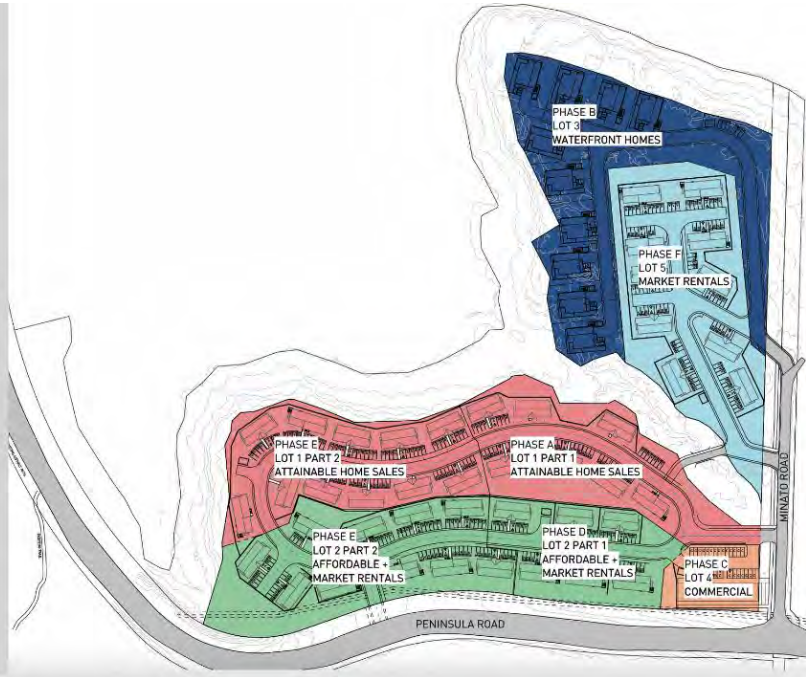 PHASE B
LOT 3
WATERFRONT HOMES
PHASE F
LOT 5
MARKET RENTALS
PHASE E
LOT 1 PART 2
ATTAINABLE HOME SALES
PHASE A
LOT 1 PART 1
ATTAINABLE HOME SALES
PHASE E
LOT 2 PART 2
AFFORDABLE +
MARKET RENTALS
PHASE D
LOT 2 PART 1
AFFORDABLE +
MARKET RENTALS
PHASE C
LOT 4
COMMERCIAL
MINATO ROAD
PENINSULA ROAD